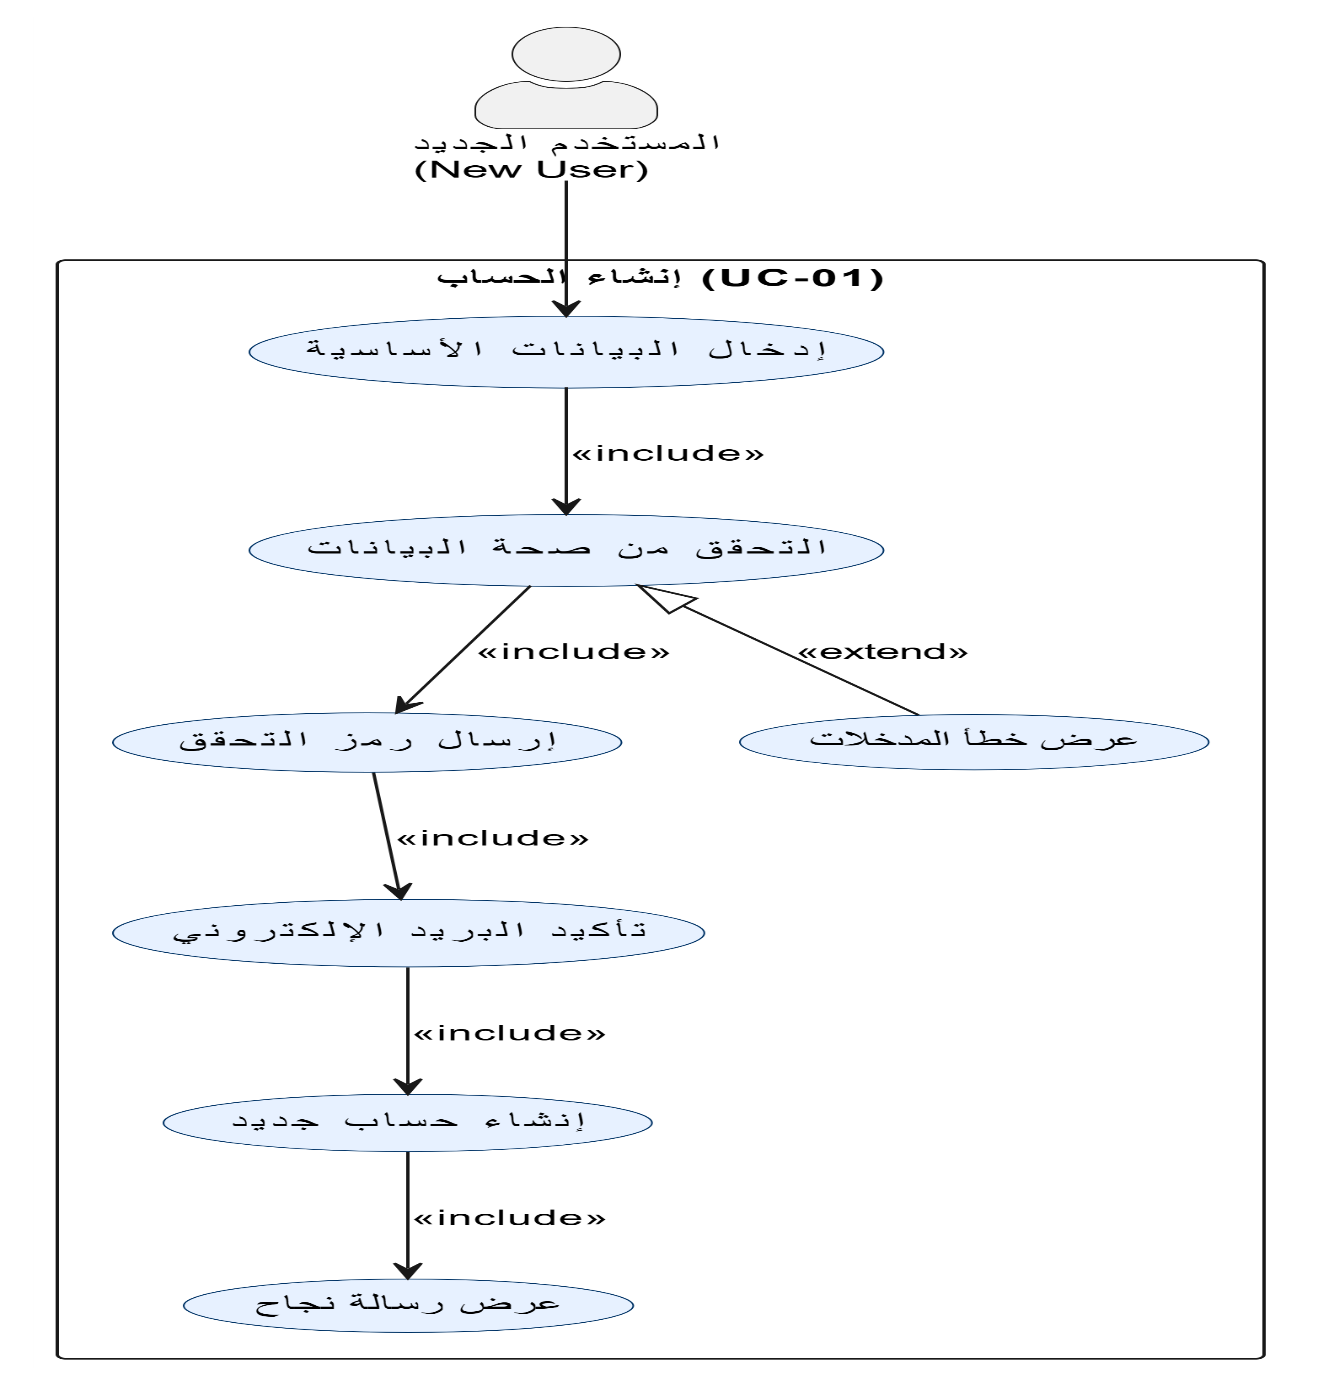 المستخدم الجديد
(New User)
إنشاء الحساب (UC-01)
إدخال البيانات الأساسية
«include»
التحقق من صحة البيانات
«include»
«extend»
إرسال رمز التحقق
عرض خطأ المدخلات
«include»
تأكيد البريد الإلكتروني
«include»
إنشاء حساب جديد
«include»
عرض رسالة نجاح